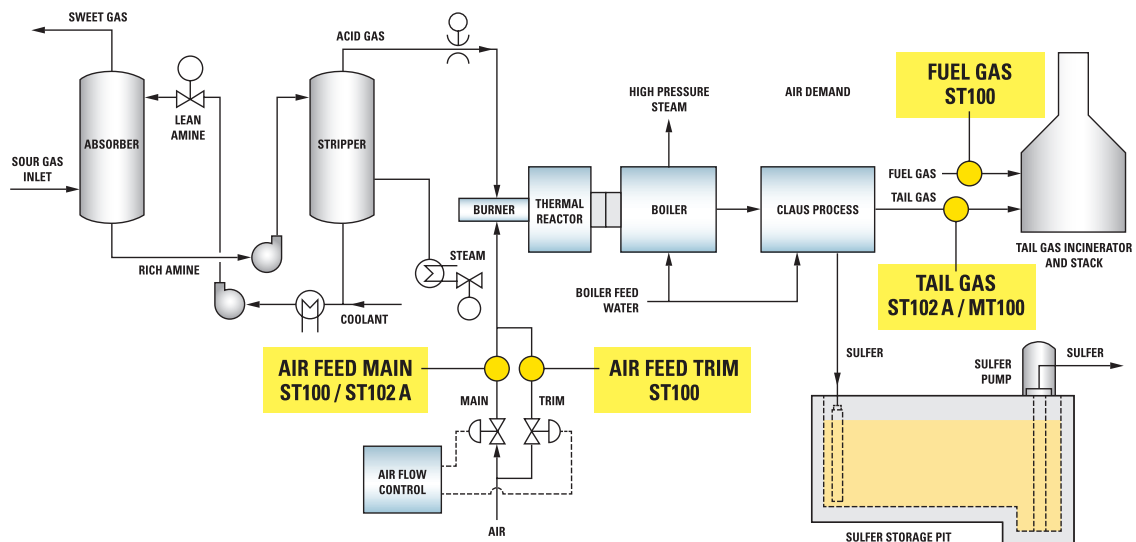 SWEET GAS
ACID GAS
LEAN
AMINE
ABSORBER
STRIPPER
SOUR GAS
INLET
RICH AMINE
STEAM
COOLANT
BURNER
THERMAL
REACTOR
HIGH PRESSURE
STEAM
BOILER
AIR DEMAND
CLAUS PROCESS
BOILER FEED
WATER
FUEL GAS
ST100
FUEL GAS
TAIL GAS
TAIL GAS INCINERATOR
AND STACK
TAIL GAS
ST102 A / MT100
AIR FEED MAIN
ST100 / ST102 A
AIR FEED TRIM
ST100
MAIN
TRIM
AIR FLOW
CONTROL
AIR
SULFER
SULFER
PUMP
SULFER
SULFER STORAGE PIT